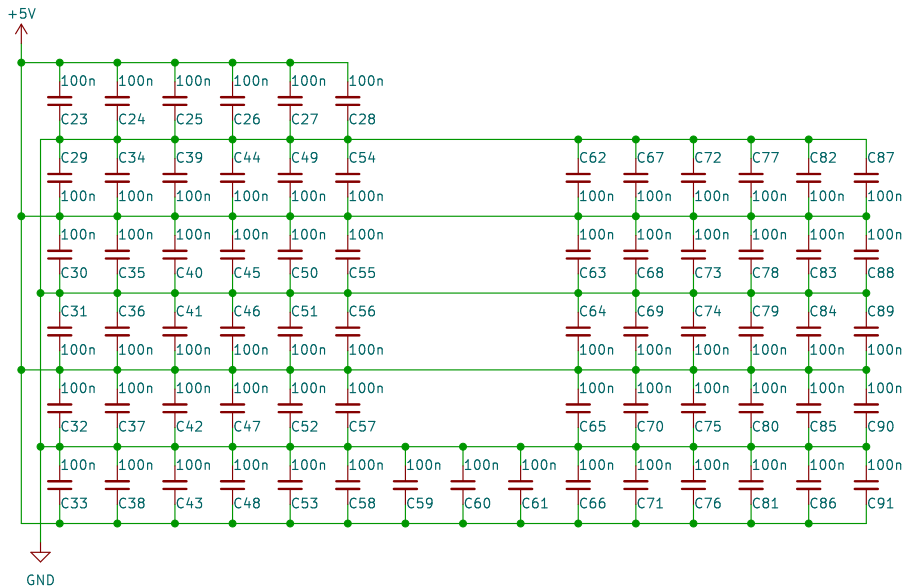 +5V
100n 100n 100n 100n 100n 100n
C23 C24 C25 C26 C27 C28
C29 C34 C39 C44 C49 C54 C62 C67 C72 C77 C82 C87
100n 100n 100n 100n 100n 100n 100n 100n 100n 100n 100n 100n
100n 100n 100n 100n 100n 100n 100n 100n 100n 100n 100n 100n
C30 C35 C40 C45 C50 C55 C63 C68 C73 C78 C83 C88
C31 C36 C41 C46 C51 C56 C64 C69 C74 C79 C84 C89
100n 100n 100n 100n 100n 100n 100n 100n 100n 100n 100n 100n
100n 100n 100n 100n 100n 100n 100n 100n 100n 100n 100n 100n
C32 C37 C42 C47 C52 C57 C65 C70 C75 C80 C85 C90
100n 100n 100n 100n 100n 100n 100n 100n 100n 100n 100n 100n 100n 100n 100n
C33 C38 C43 C48 C53 C58 C59 C60 C61 C66 C71 C76 C81 C86 C91
GND